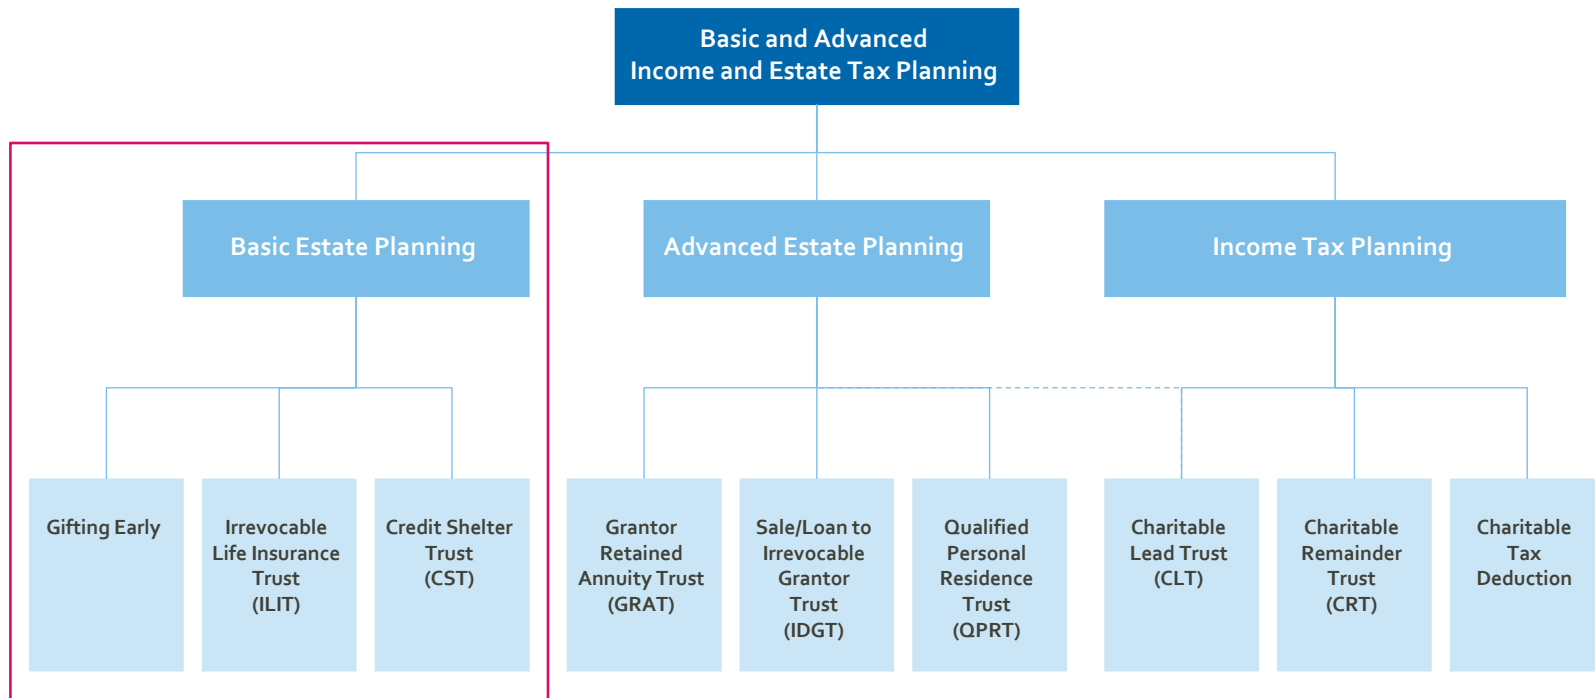 Basic and Advanced
Income and Estate Tax Planning
Basic Estate Planning
Advanced Estate Planning
Income Tax Planning
Gifting Early
Irrevocable
Life Insurance
Trust
(ILIT)
Credit Shelter
Trust
(CST)
Grantor
Retained
Annuity Trust
(GRAT)
Sale/Loan to
Irrevocable
Grantor
Trust
(IDGT)
Qualified
Personal
Residence
Trust
(QPRT)
Charitable
Lead Trust
(CLT)
Charitable
Remainder
Trust
(CRT)
Charitable
Tax
Deduction